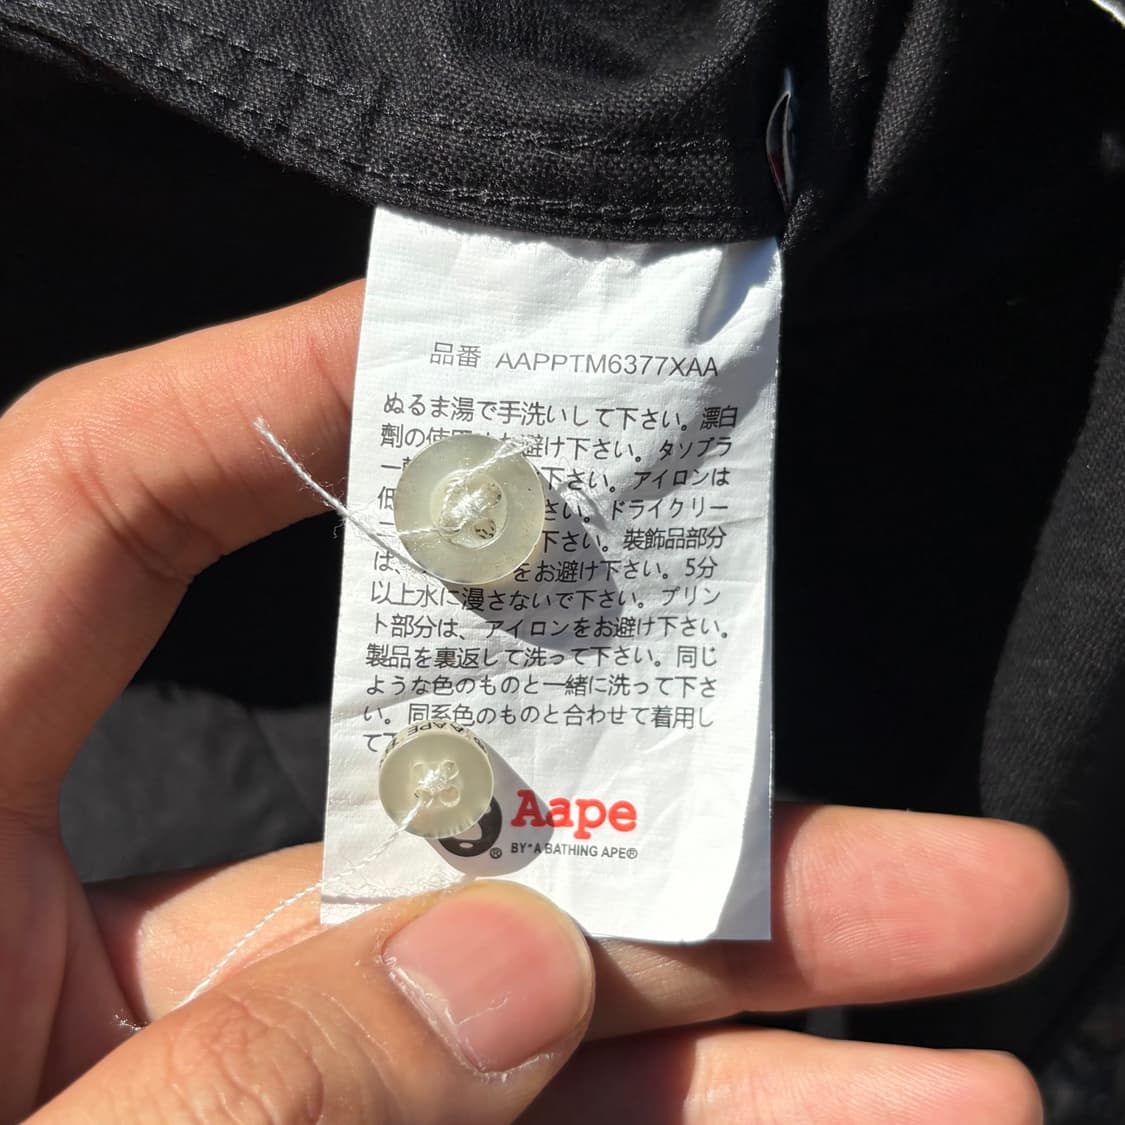 品番 AAPPTM6377XAA
ぬるま湯で手洗いして下さい。漂白
剤の使 避け下さい。タンブラ
ー 下さい。アイロンは
低 さい。ドライクリー
ー 下さい。装飾品部分
は、 をお避け下さい。5分
以上水に漫さないで下さい。プリン
ト部分は、アイロンをお避け下さい。
製品を裏返して洗って下さい。同じ
ような色のものと一緒に洗って下さ
い。同系色のものと合わせて着用し
て
AAPE
Aape
® BY*A BATHING APE®